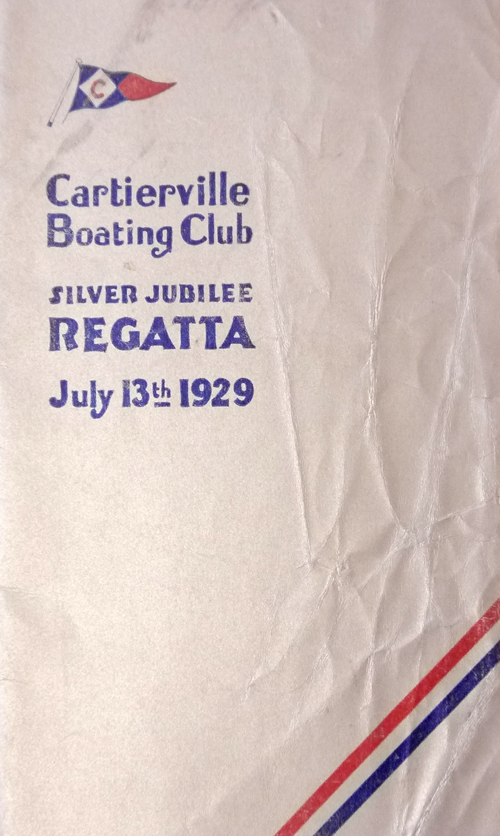 C
Cartierville
Boating Club
SILVER JUBILEE
REGATTA
July 13th 1929